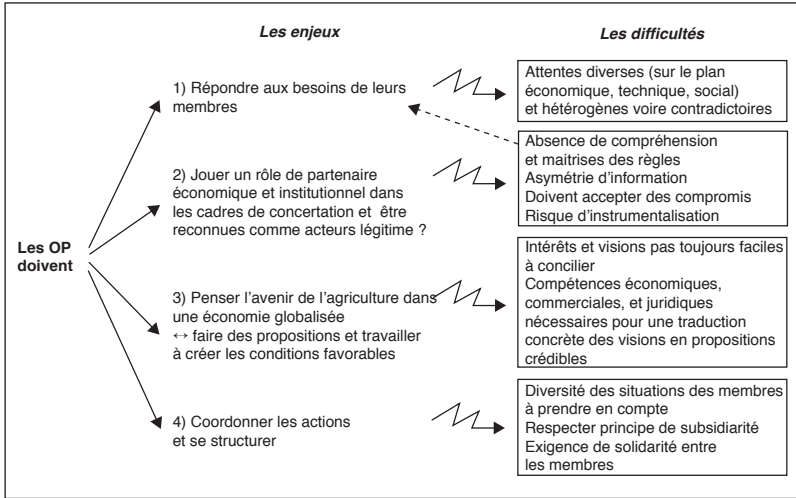 Les enjeux
Les difficultés
Les OP
doivent
1) Répondre aux besoins de leurs
membres
Attentes diverses (sur le plan
économique, technique, social)
et hétérogènes voire contradictoires
2) Jouer un rôle de partenaire
économique et institutionnel dans
les cadres de concertation et être
reconnues comme acteurs légitime ?
Absence de compréhension
et maitrises des règles
Asymétrie d'information
Doivent accepter des compromis
Risque d'instrumentalisation
3) Penser l'avenir de l'agriculture dans
une économie globalisée
↔ faire des propositions et travailler
à créer les conditions favorables
Intérêts et visions pas toujours faciles
à concilier
Compétences économiques,
commerciales, et juridiques
nécessaires pour une traduction
concrète des visions en propositions
crédibles
4) Coordonner les actions
et se structurer
Diversité des situations des membres
à prendre en compte
Respecter principe de subsidiarité
Exigence de solidarité entre
les membres